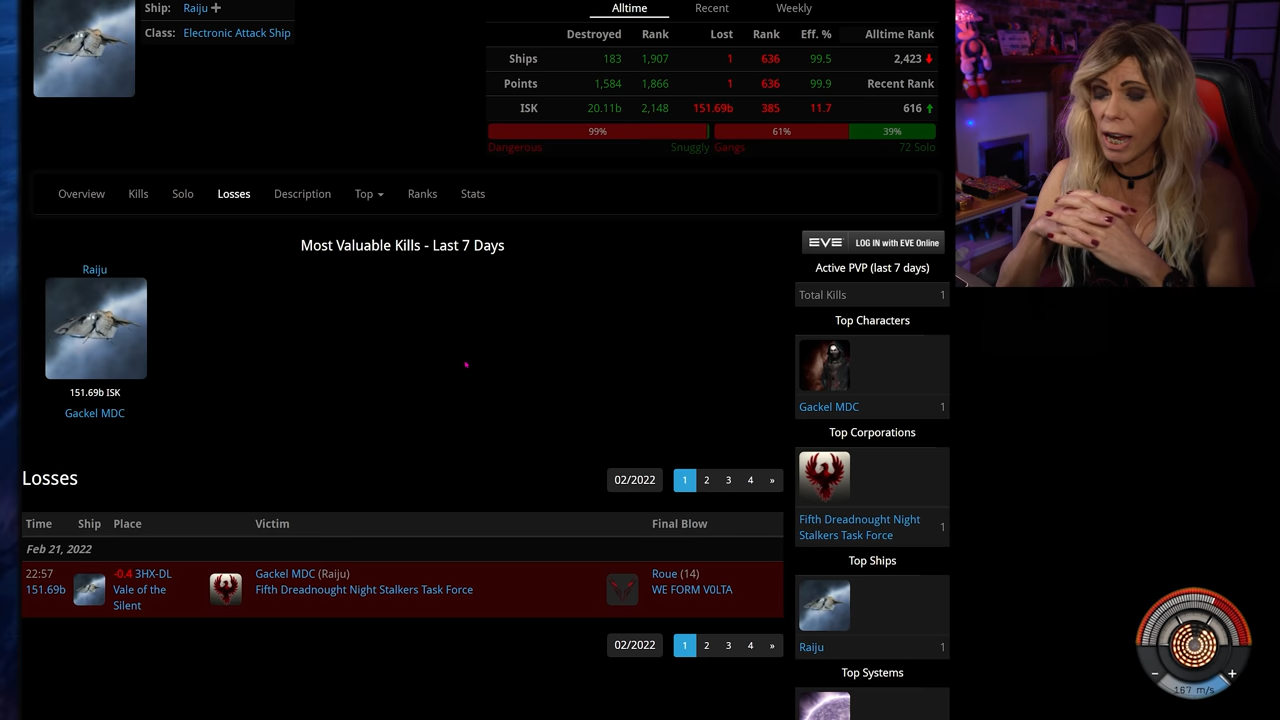 Ship: Raiju
Class: Electronic Attack Ship
Alltime Recent Weekly
Destroyed Rank Lost Rank Eff. % Alltime Rank
Ships 183 1,907 1 636 99.5 2,423
Points 1,584 1,866 1 636 99.9 Recent Rank
ISK 20.11b 2,148 151.69b 385 11.7 616
99% 61% 39%
Dangerous Snuggly Gangs 72 Solo
Overview Kills Solo Losses Description Top Ranks Stats
Most Valuable Kills - Last 7 Days
Raiju
151.69b ISK
Gackel MDC
EVE LOG IN with EVE Online
Active PVP (last 7 days)
Total Kills 1
Top Characters
Gackel MDC 1
Top Corporations
Fifth Dreadnought Night
Stalkers Task Force 1
Top Ships
Raiju 1
Top Systems
Losses
02/2022 1 2 3 4 »
Time Ship Place Victim Final Blow
Feb 21, 2022
22:57 -0.4 3HX-DL Gackel MDC (Raiju) Roue (14)
151.69b Vale of the Fifth Dreadnought Night Stalkers Task Force WE FORM V0LTA
Silent
02/2022 1 2 3 4 »
− +
187 m/s